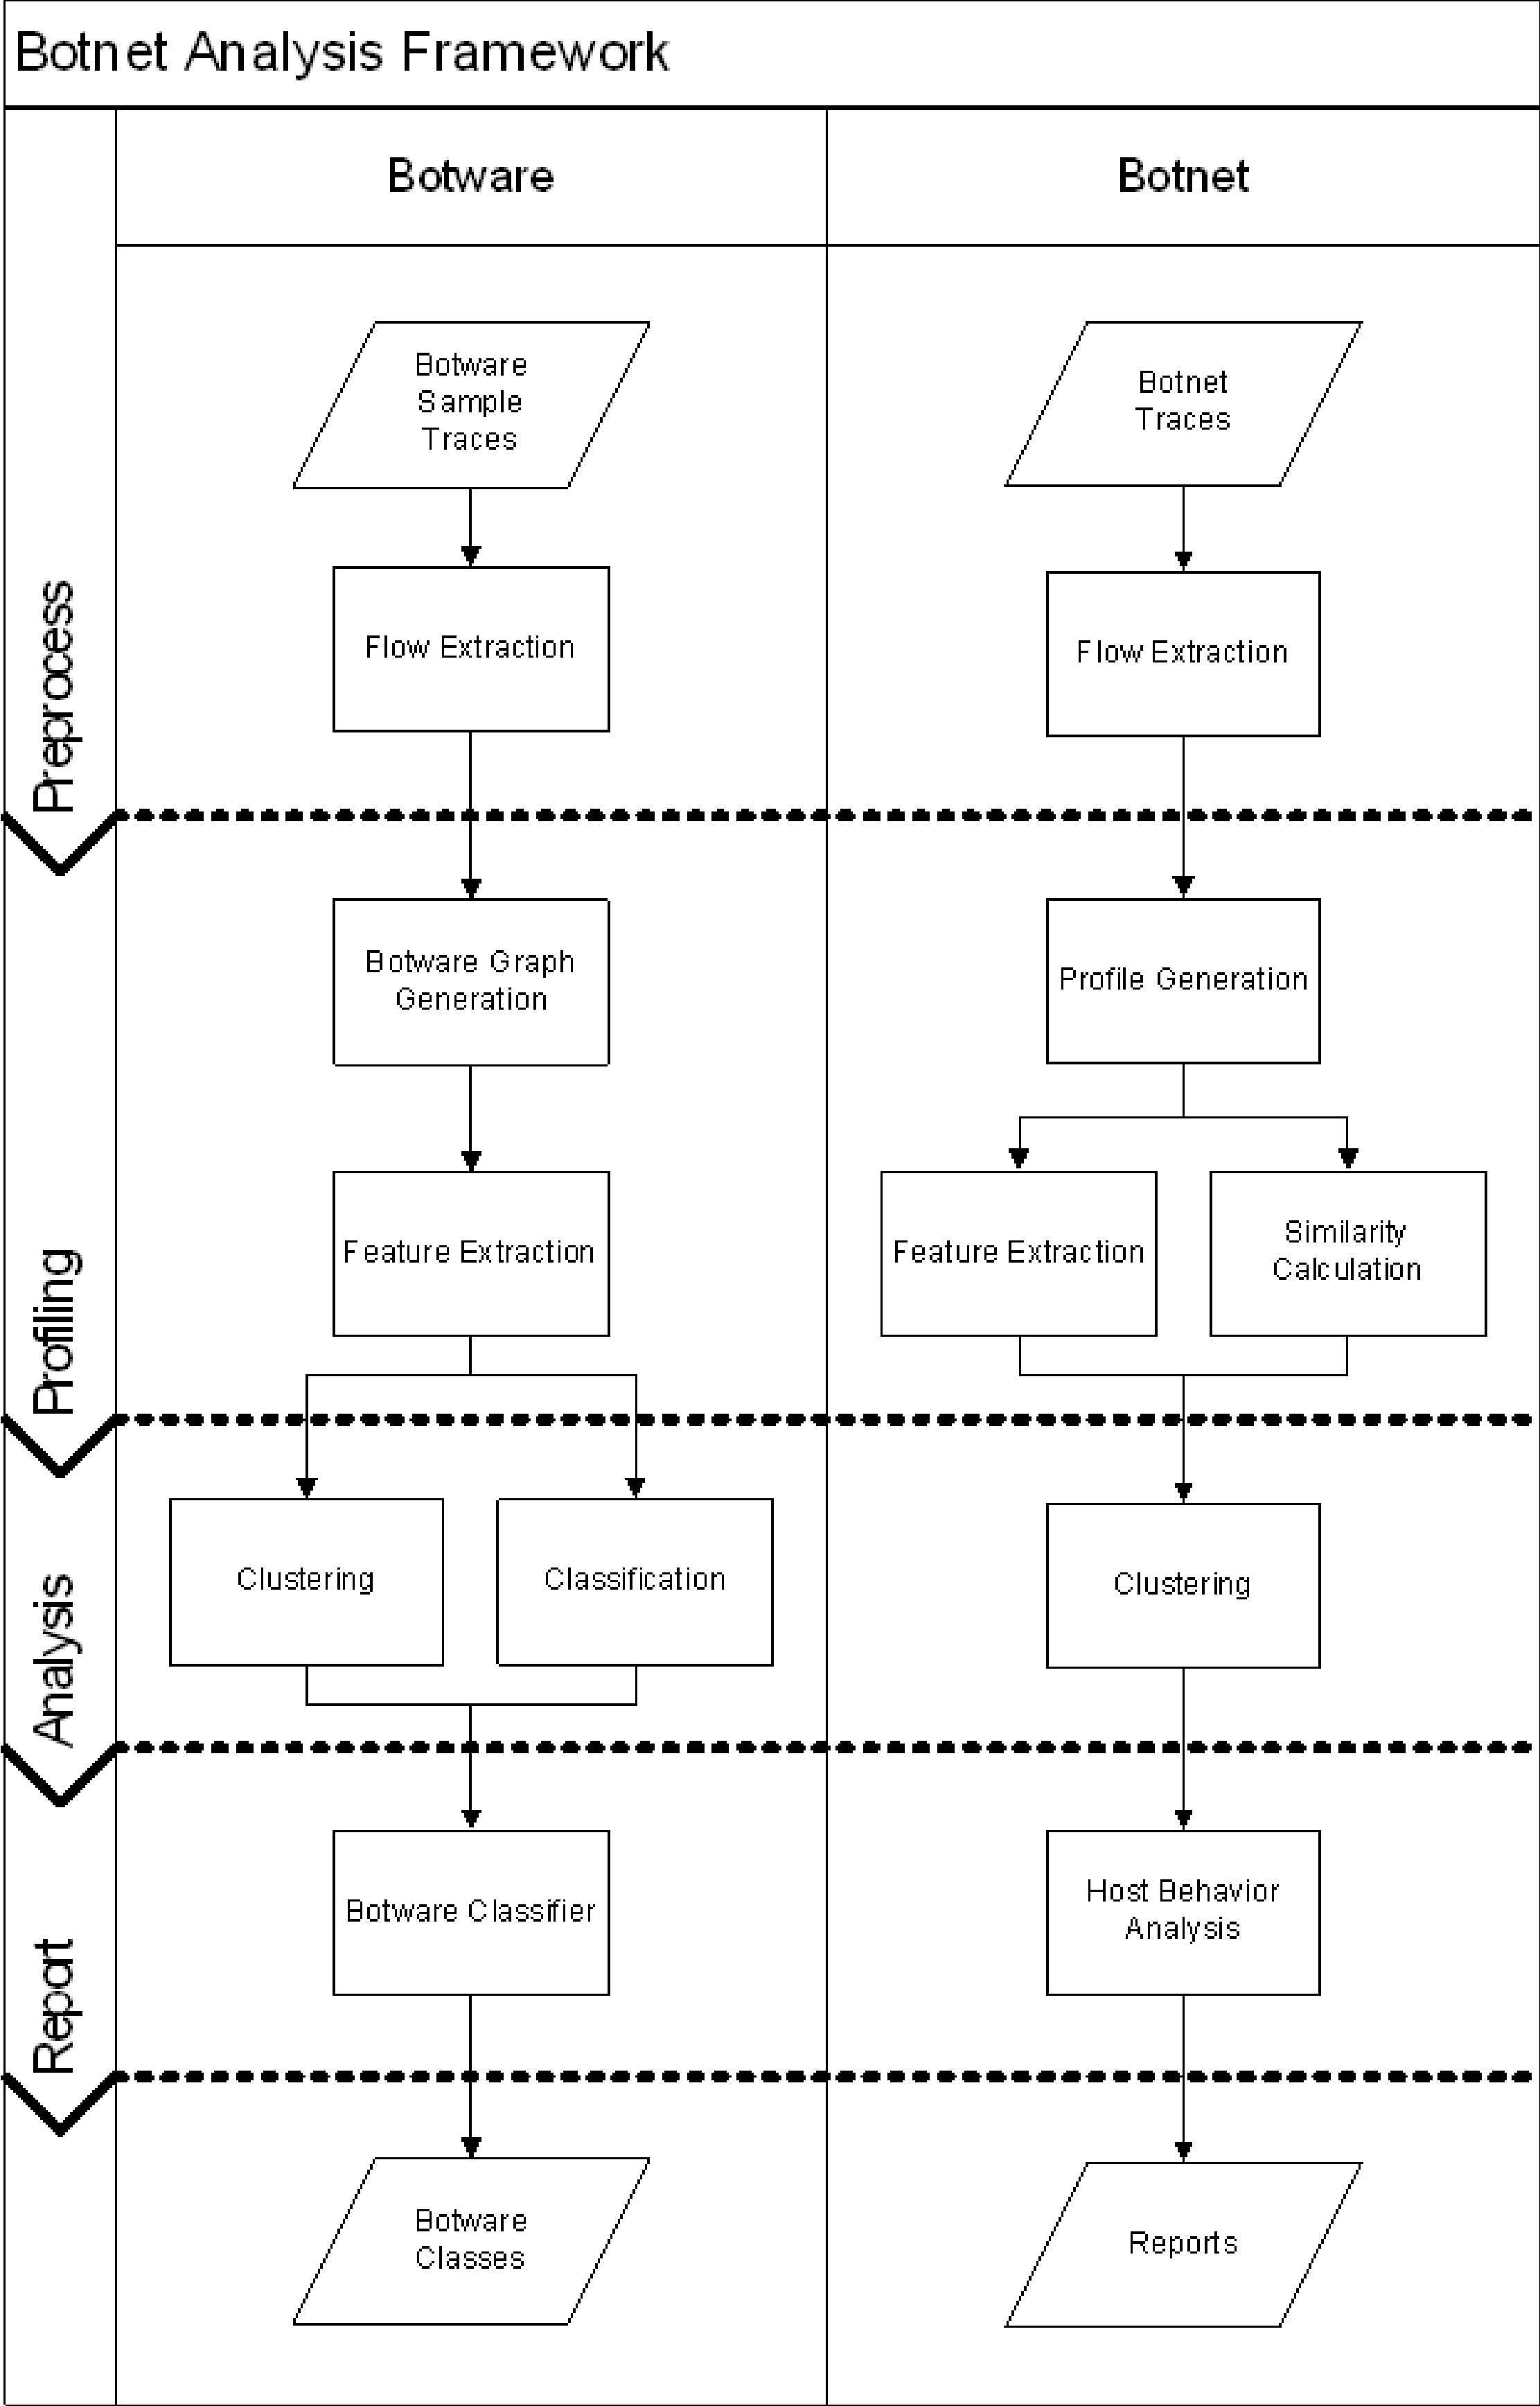 Botnet Analysis Framework
Botware
Botnet
Preprocess
Botware
Sample
Traces
Botnet
Traces
Flow Extraction
Flow Extraction
Profiling
Botware Graph
Generation
Profile Generation
Feature Extraction
Feature Extraction
Similarity
Calculation
Analysis
Clustering
Classification
Clustering
Report
Botware Classifier
Host Behavior
Analysis
Botware
Classes
Reports